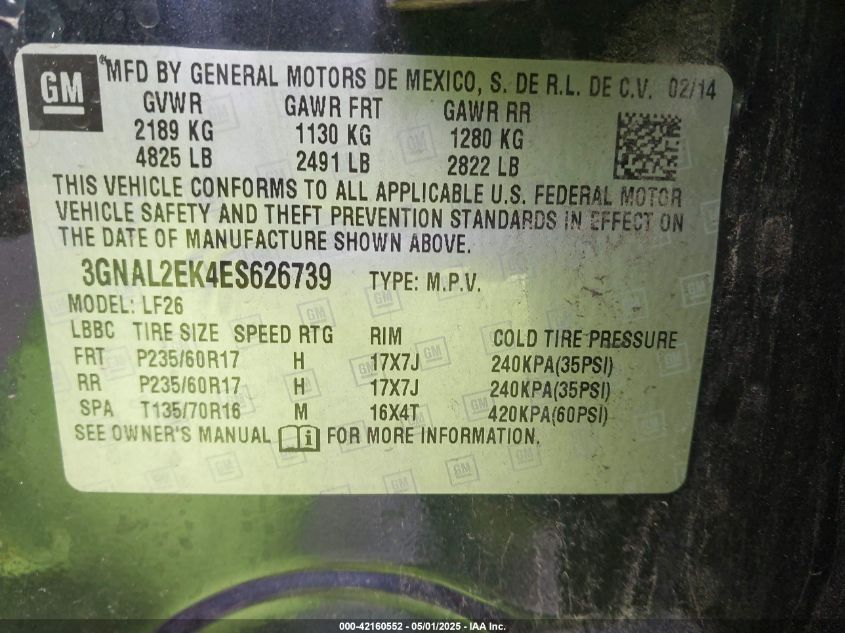 GM
® MFD BY GENERAL MOTORS DE MEXICO, S. DE R.L. DE C.V. 02/14
GVWR GAWR FRT GAWR RR
2189 KG 1130 KG 1280 KG
4825 LB 2491 LB 2822 LB
THIS VEHICLE CONFORMS TO ALL APPLICABLE U.S. FEDERAL MOTOR
VEHICLE SAFETY AND THEFT PREVENTION STANDARDS IN EFFECT ON
THE DATE OF MANUFACTURE SHOWN ABOVE.
3GNAL2EK4ES626739 TYPE: M.P.V.
MODEL: LF26
LBBC TIRE SIZE SPEED RTG RIM COLD TIRE PRESSURE
FRT P235/60R17 H 17X7J 240KPA(35PSI)
RR P235/60R17 H 17X7J 240KPA(35PSI)
SPA T135/70R16 M 16X4T 420KPA(60PSI)
SEE OWNER'S MANUAL i FOR MORE INFORMATION.
000-42160552 - 05/01/2025 - IAA Inc.